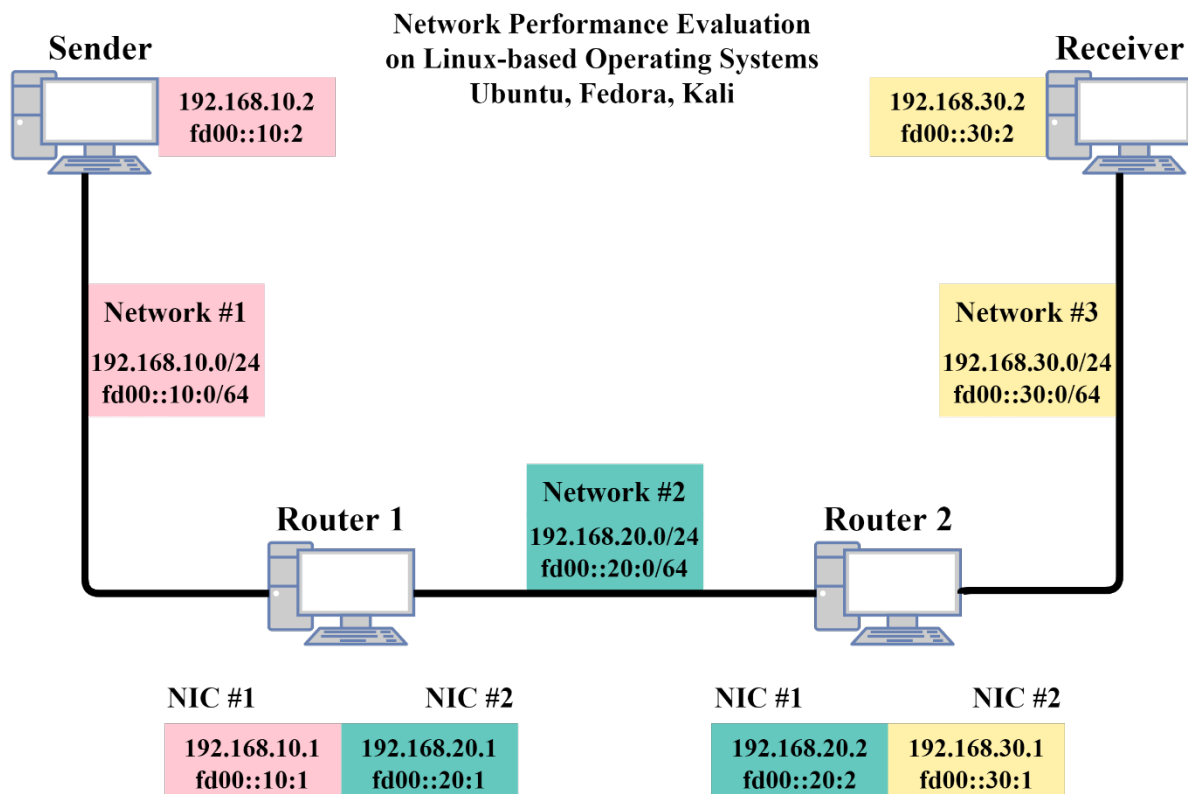 Network Performance Evaluation
on Linux-based Operating Systems
Ubuntu, Fedora, Kali
Sender
192.168.10.2
fd00::10:2
Receiver
192.168.30.2
fd00::30:2
Network #1
192.168.10.0/24
fd00::10:0/64
Network #3
192.168.30.0/24
fd00::30:0/64
Network #2
192.168.20.0/24
fd00::20:0/64
Router 1
Router 2
NIC #1
NIC #2
192.168.10.1
fd00::10:1
192.168.20.1
fd00::20:1
NIC #1
NIC #2
192.168.20.2
fd00::20:2
192.168.30.1
fd00::30:1